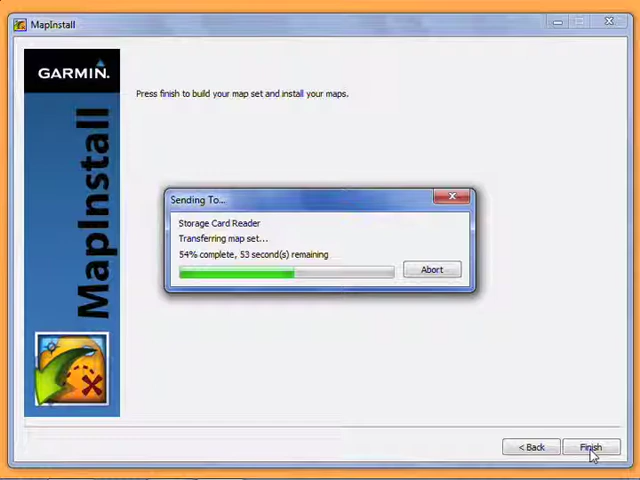 MapInstall
GARMIN.
MapInstall
Press finish to build your map set and install your maps.
Sending To...
Storage Card Reader
Transferring map set...
54% complete, 53 second(s) remaining
Abort
< Back
Finish